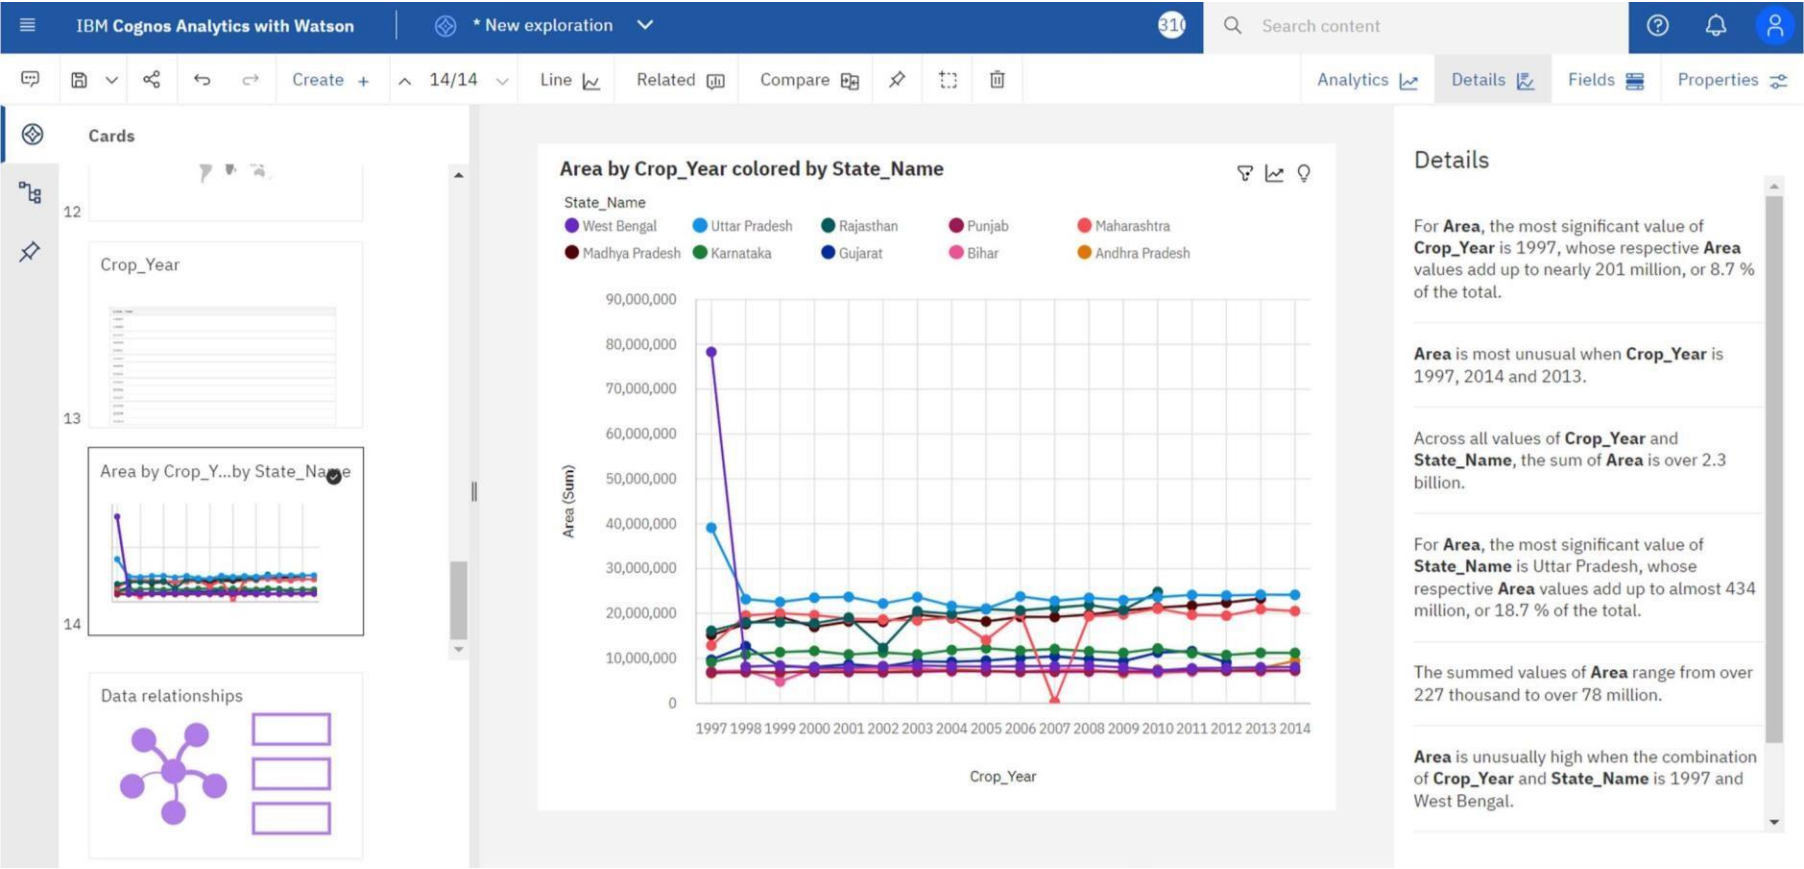 IBM Cognos Analytics with Watson
* New exploration
310
Search content
Create +
14/14
Line
Related
Compare
Analytics
Details
Fields
Properties
Cards
12
Crop_Year
13
Area by Crop_Y...by State_Name
14
Data relationships
Area by Crop_Year colored by State_Name
State_Name
West Bengal
Uttar Pradesh
Rajasthan
Punjab
Maharashtra
Madhya Pradesh
Karnataka
Gujarat
Bihar
Andhra Pradesh
Area (Sum)
90,000,000
80,000,000
70,000,000
60,000,000
50,000,000
40,000,000
30,000,000
20,000,000
10,000,000
0
1997 1998 1999 2000 2001 2002 2003 2004 2005 2006 2007 2008 2009 2010 2011 2012 2013 2014
Crop_Year
Details
For Area, the most significant value of
Crop_Year is 1997, whose respective Area
values add up to nearly 201 million, or 8.7 %
of the total.
Area is most unusual when Crop_Year is
1997, 2014 and 2013.
Across all values of Crop_Year and
State_Name, the sum of Area is over 2.3
billion.
For Area, the most significant value of
State_Name is Uttar Pradesh, whose
respective Area values add up to almost 434
million, or 18.7 % of the total.
The summed values of Area range from over
227 thousand to over 78 million.
Area is unusually high when the combination
of Crop_Year and State_Name is 1997 and
West Bengal.